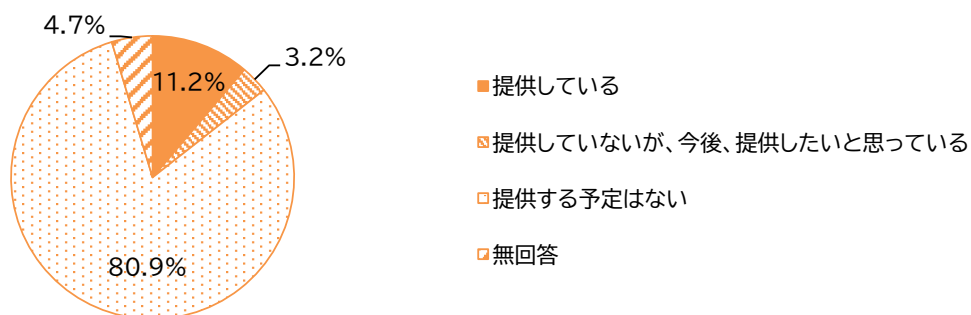 4.7%
11.2%
3.2%
80.9%
提供している
提供していないが、今後、提供したいと思っている
提供する予定はない
無回答